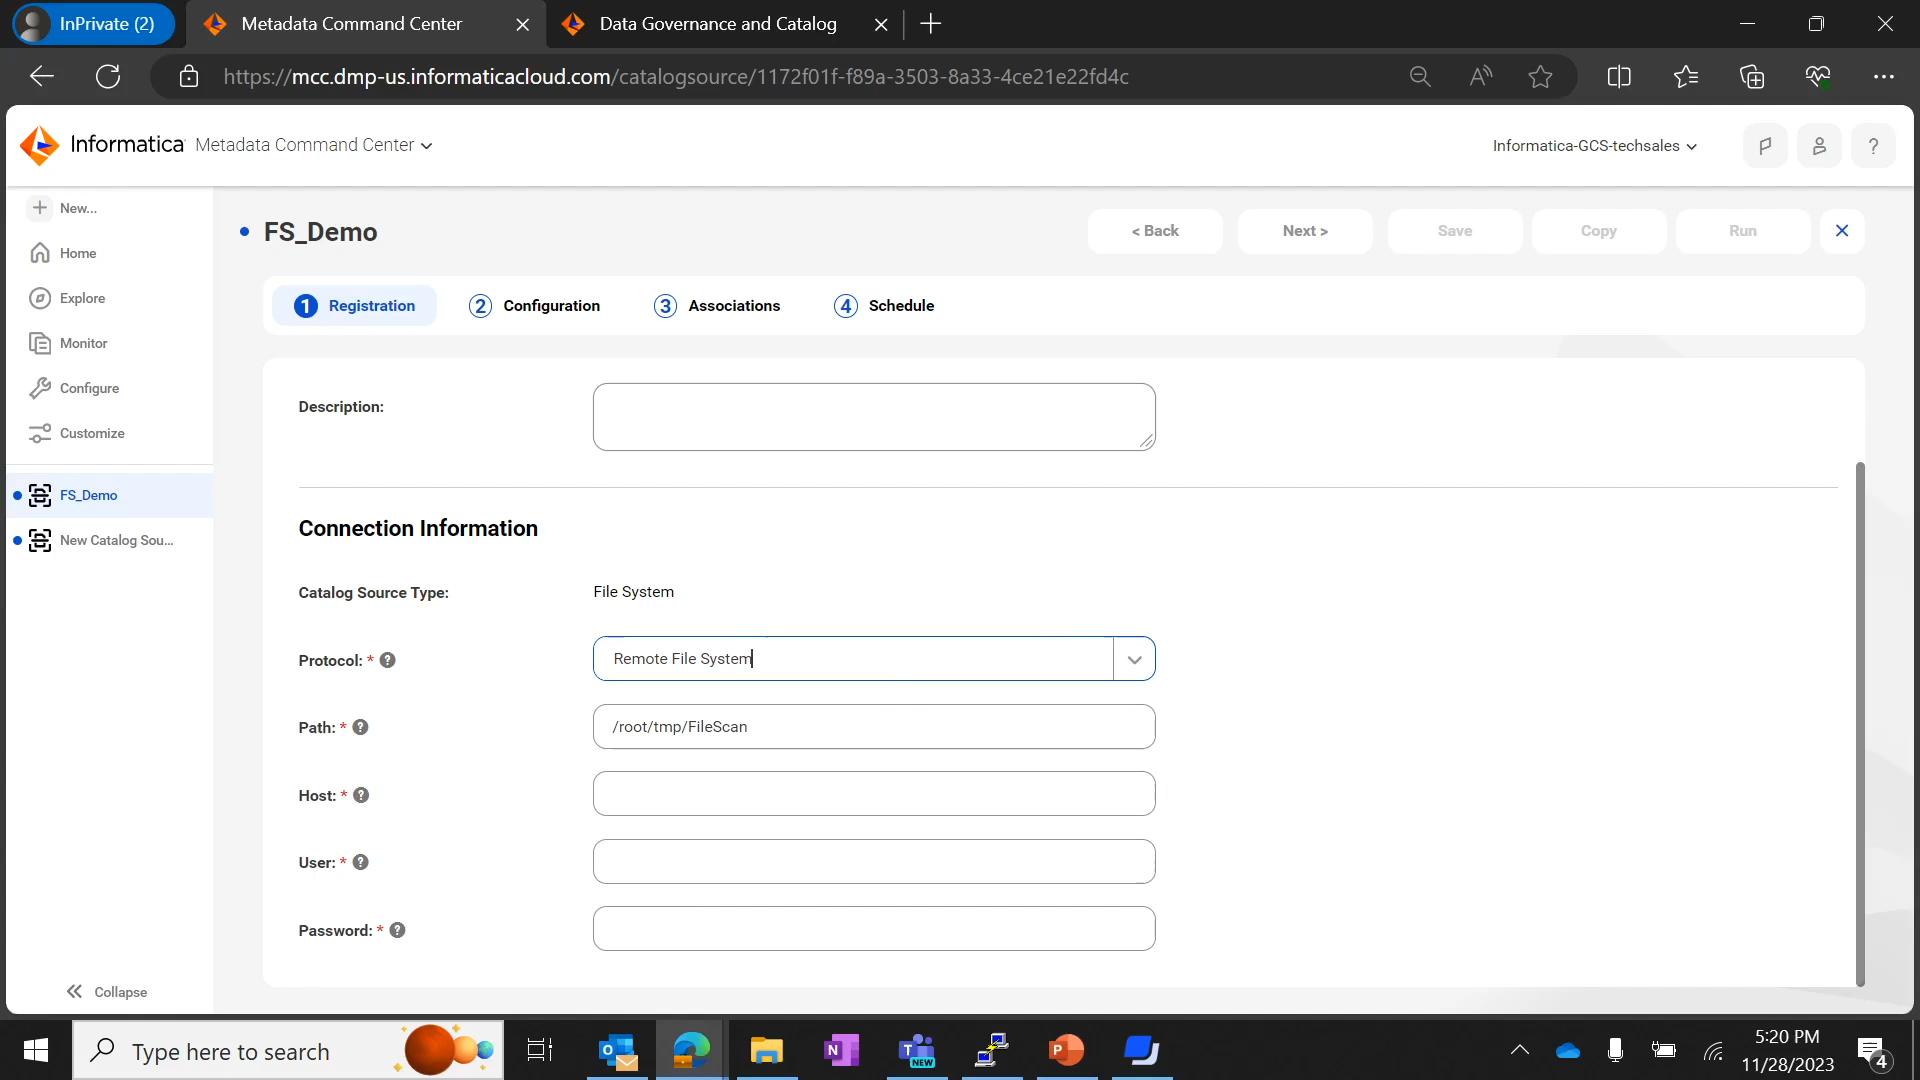 InPrivate (2)
Metadata Command Center
Data Governance and Catalog
https://mcc.dmp-us.informaticacloud.com/catalogsource/1172f01f-f89a-3503-8a33-4ce21e22fd4c
Informatica Metadata Command Center
Informatica-GCS-techsales
?
New...
Home
Explore
Monitor
Configure
Customize
FS_Demo
New Catalog Sou...
Collapse
FS_Demo
< Back
Next >
Save
Copy
Run
1 Registration
2 Configuration
3 Associations
4 Schedule
Description:
Connection Information
Catalog Source Type: File System
Protocol: * ? Remote File System
Path: * ? /root/tmp/FileScan
Host: * ?
User: * ?
Password: * ?
Type here to search
NEW
5:20 PM
11/28/2023
4